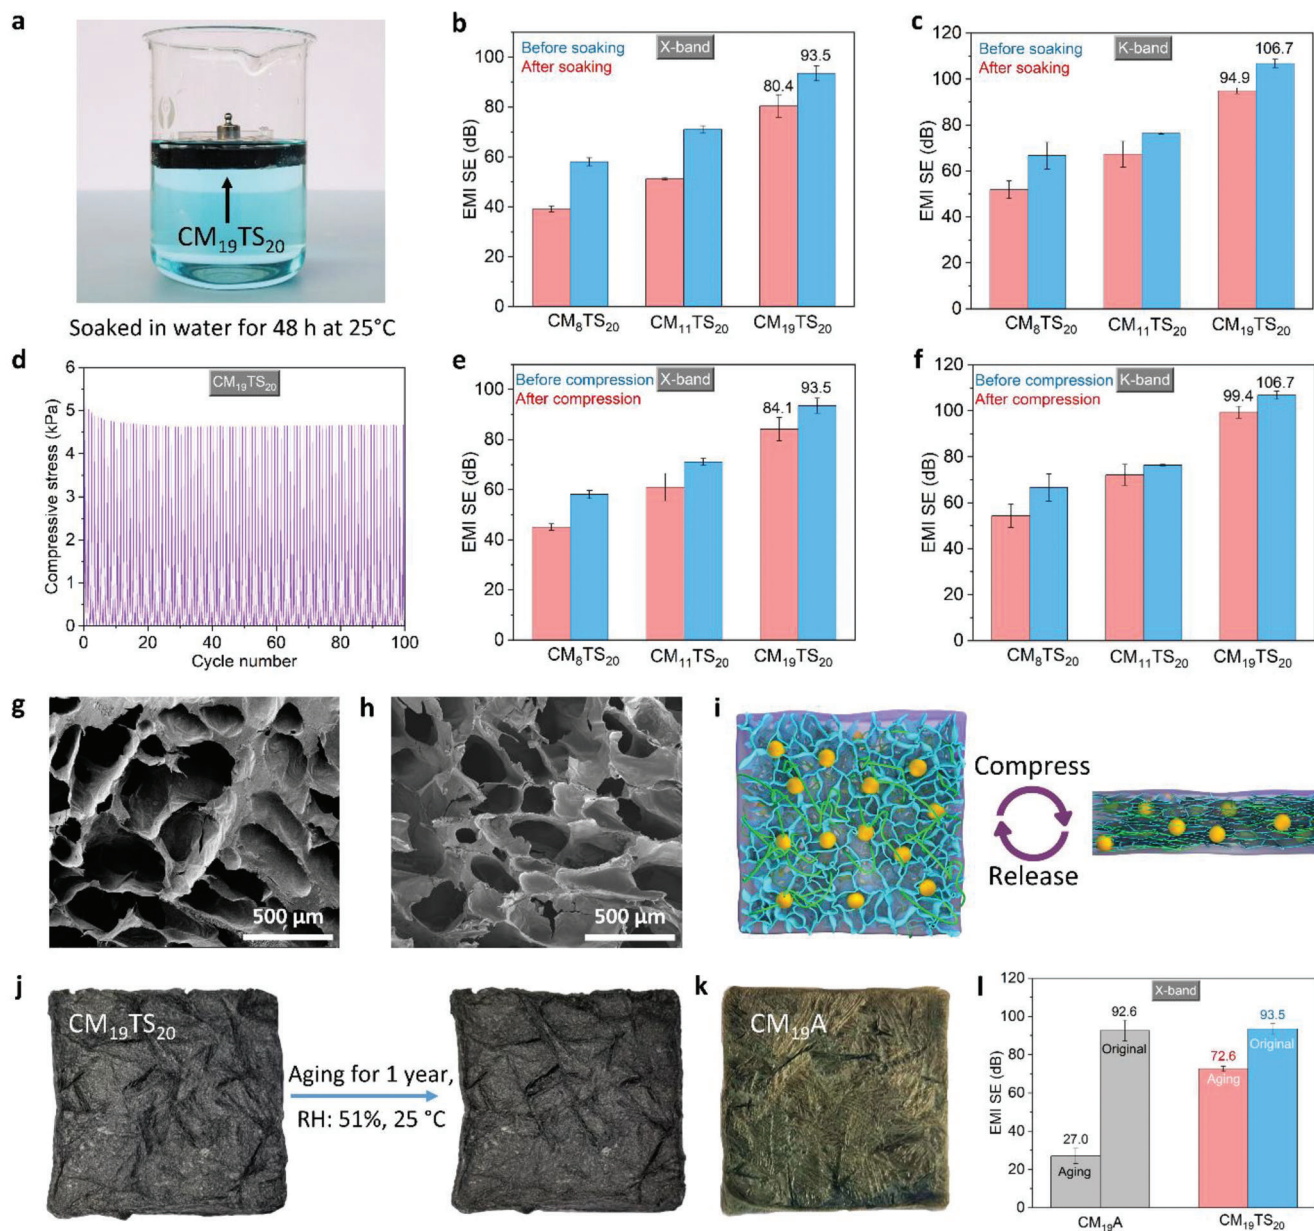 a
CM₁₉TS₂₀
Soaked in water for 48 h at 25°C
b
Before soaking
After soaking
X-band
EMI SE (dB)
100
80
60
40
20
0
80.4
93.5
CM₈TS₂₀
CM₁₁TS₂₀
CM₁₉TS₂₀
c
Before soaking
After soaking
K-band
EMI SE (dB)
120
100
80
60
40
20
0
94.9
106.7
CM₈TS₂₀
CM₁₁TS₂₀
CM₁₉TS₂₀
d
CM₁₉TS₂₀
Compressive stress (kPa)
6
5
4
3
2
1
0
0
20
40
60
80
100
Cycle number
e
Before compression
After compression
X-band
EMI SE (dB)
100
80
60
40
20
0
84.1
93.5
CM₈TS₂₀
CM₁₁TS₂₀
CM₁₉TS₂₀
f
Before compression
After compression
K-band
EMI SE (dB)
120
100
80
60
40
20
0
99.4
106.7
CM₈TS₂₀
CM₁₁TS₂₀
CM₁₉TS₂₀
g
500 μm
h
500 μm
i
Compress
Release
j
CM₁₉TS₂₀
Aging for 1 year,
RH: 51%, 25 °C
k
CM₁₉A
l
X-band
EMI SE (dB)
120
100
80
60
40
20
0
27.0
Aging
92.6
Original
72.6
Aging
93.5
Original
CM₁₉A
CM₁₉TS₂₀